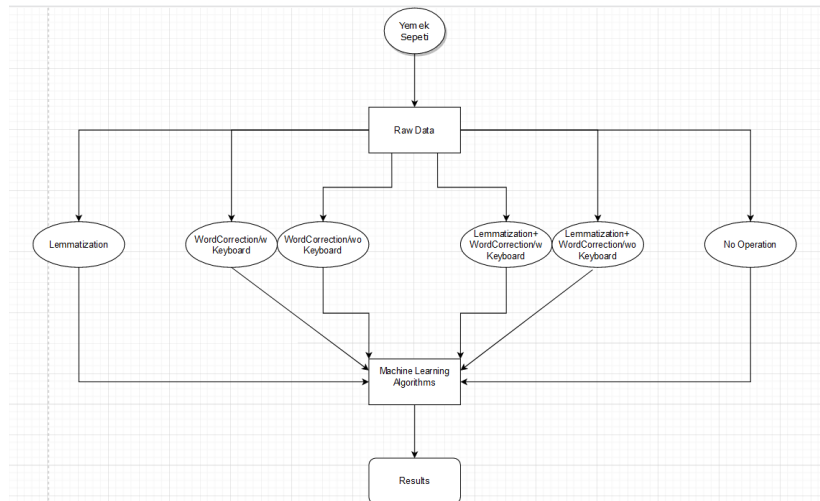 Yemek
Sepeti
Raw Data
Lemmatization
WordCorrection/w
Keyboard
WordCorrection/wo
Keyboard
Lemmatization+
WordCorrection/w
Keyboard
Lemmatization+
WordCorrection/wo
Keyboard
No Operation
Machine Learning
Algorithms
Results